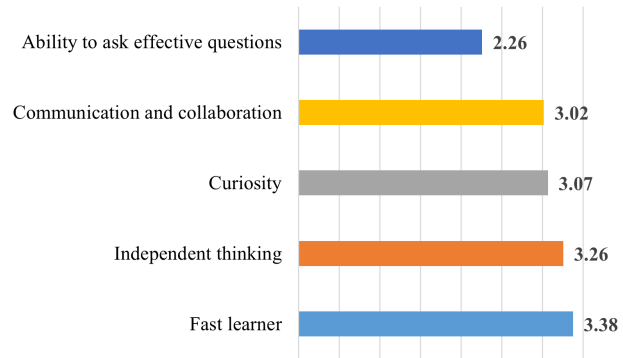 Ability to ask effective questions 2.26
Communication and collaboration 3.02
Curiosity 3.07
Independent thinking 3.26
Fast learner 3.38